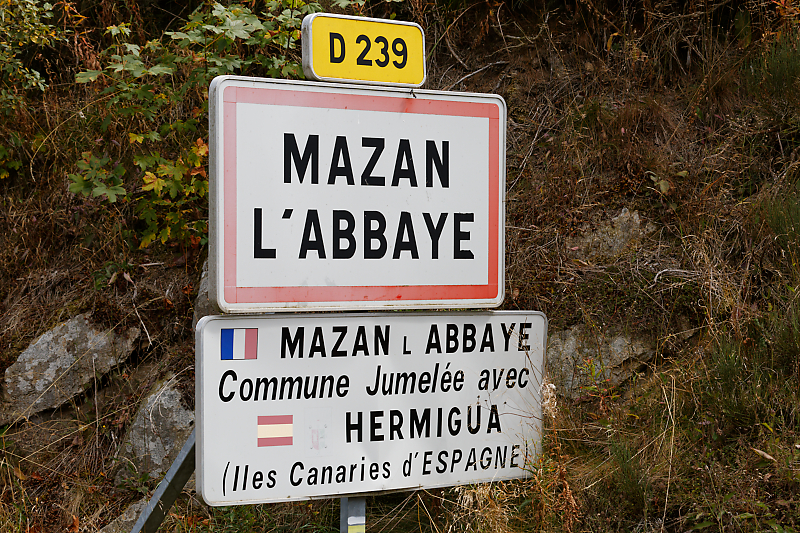 D 239
MAZAN
L'ABBAYE
MAZAN L ABBAYE
Commune Jumelée avec
HERMIGUA
(Iles Canaries d'ESPAGNE)